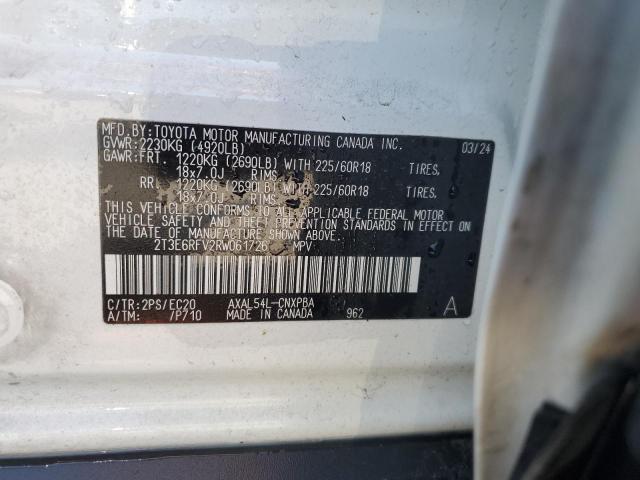 MFD.BY:TOYOTA MOTOR MANUFACTURING CANADA INC. 03/24
GVWR:2230KG (4920LB)
GAWR:FRT. 1220KG (2690LB) WITH 225/60R18 TIRES,
18x7.0J RIMS,
RR. 1220KG (2690LB) WITH 225/60R18 TIRES,
18x7.0J RIMS,
THIS VEHICLE CONFORMS TO ALL APPLICABLE FEDERAL MOTOR
VEHICLE SAFETY AND THEFT PREVENTION STANDARDS IN EFFECT ON
THE DATE OF MANUFACTURE SHOWN ABOVE.
2T3E6RFV2RW061726 MPV
C/TR:2PS/EC20 AXAL54L-CNXPBA A
A/TM: /P710 MADE IN CANADA 962